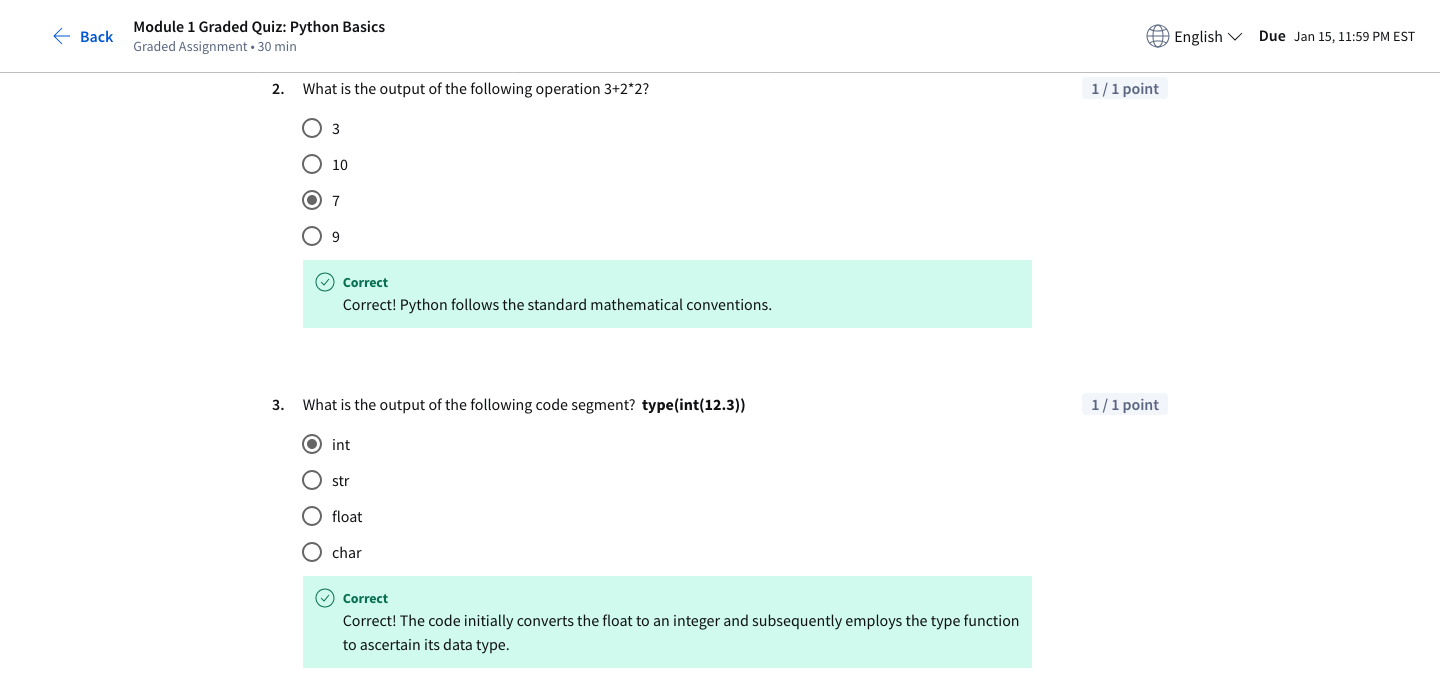 Back
Module 1 Graded Quiz: Python Basics
Graded Assignment • 30 min
English
Due Jan 15, 11:59 PM EST
2. What is the output of the following operation 3+2*2?
1 / 1 point
3
10
7
9
Correct
Correct! Python follows the standard mathematical conventions.
3. What is the output of the following code segment? type(int(12.3))
1 / 1 point
int
str
float
char
Correct
Correct! The code initially converts the float to an integer and subsequently employs the type function
to ascertain its data type.